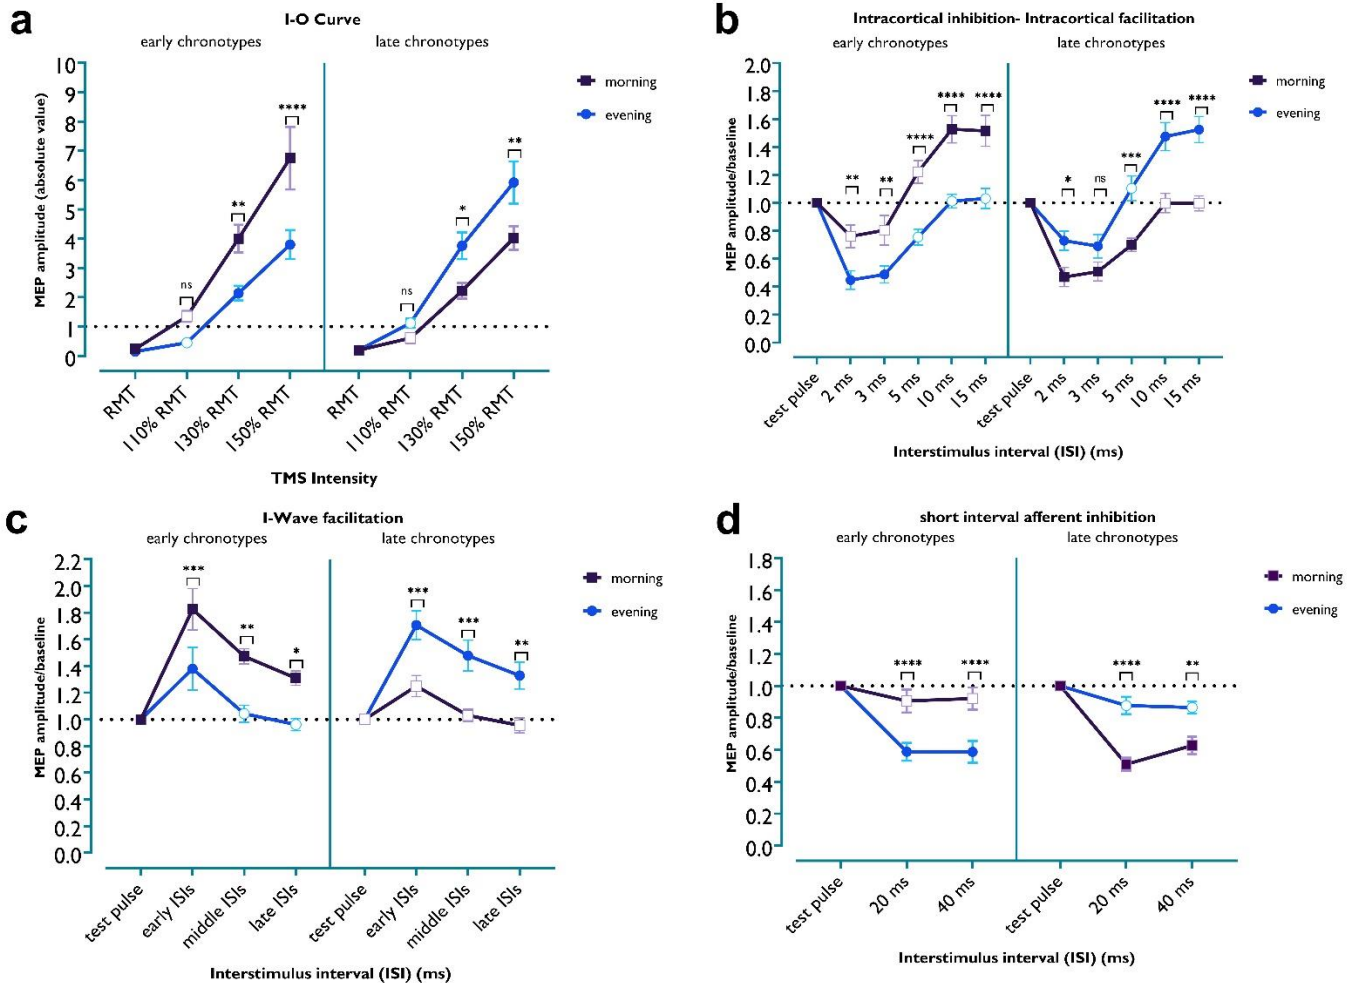 a
I-O Curve
early chronotypes
late chronotypes
MEP amplitude (absolute value)
10
9
8
7
6
5
4
3
2
1
0
ns
**
****
ns
*
**
morning
evening
RMT
110% RMT
130% RMT
150% RMT
RMT
110% RMT
130% RMT
150% RMT
TMS Intensity
b
Intracortical inhibition- Intracortical facilitation
early chronotypes
late chronotypes
MEP amplitude/baseline
2.0
1.8
1.6
1.4
1.2
1.0
0.8
0.6
0.4
0.2
0.0
**
**
****
****
****
*
ns
***
****
****
morning
evening
test pulse
2 ms
3 ms
5 ms
10 ms
15 ms
test pulse
2 ms
3 ms
5 ms
10 ms
15 ms
Interstimulus interval (ISI) (ms)
c
I-Wave facilitation
early chronotypes
late chronotypes
MEP amplitude/baseline
2.2
2.0
1.8
1.6
1.4
1.2
1.0
0.8
0.6
0.4
0.2
0.0
***
**
*
***
***
**
morning
evening
test pulse
early ISIs
middle ISIs
late ISIs
test pulse
early ISIs
middle ISIs
late ISIs
Interstimulus interval (ISI) (ms)
d
short interval afferent inhibition
early chronotypes
late chronotypes
MEP amplitude/baseline
1.8
1.6
1.4
1.2
1.0
0.8
0.6
0.4
0.2
0.0
****
****
****
**
morning
evening
test pulse
20 ms
40 ms
test pulse
20 ms
40 ms
Interstimulus interval (ISI) (ms)